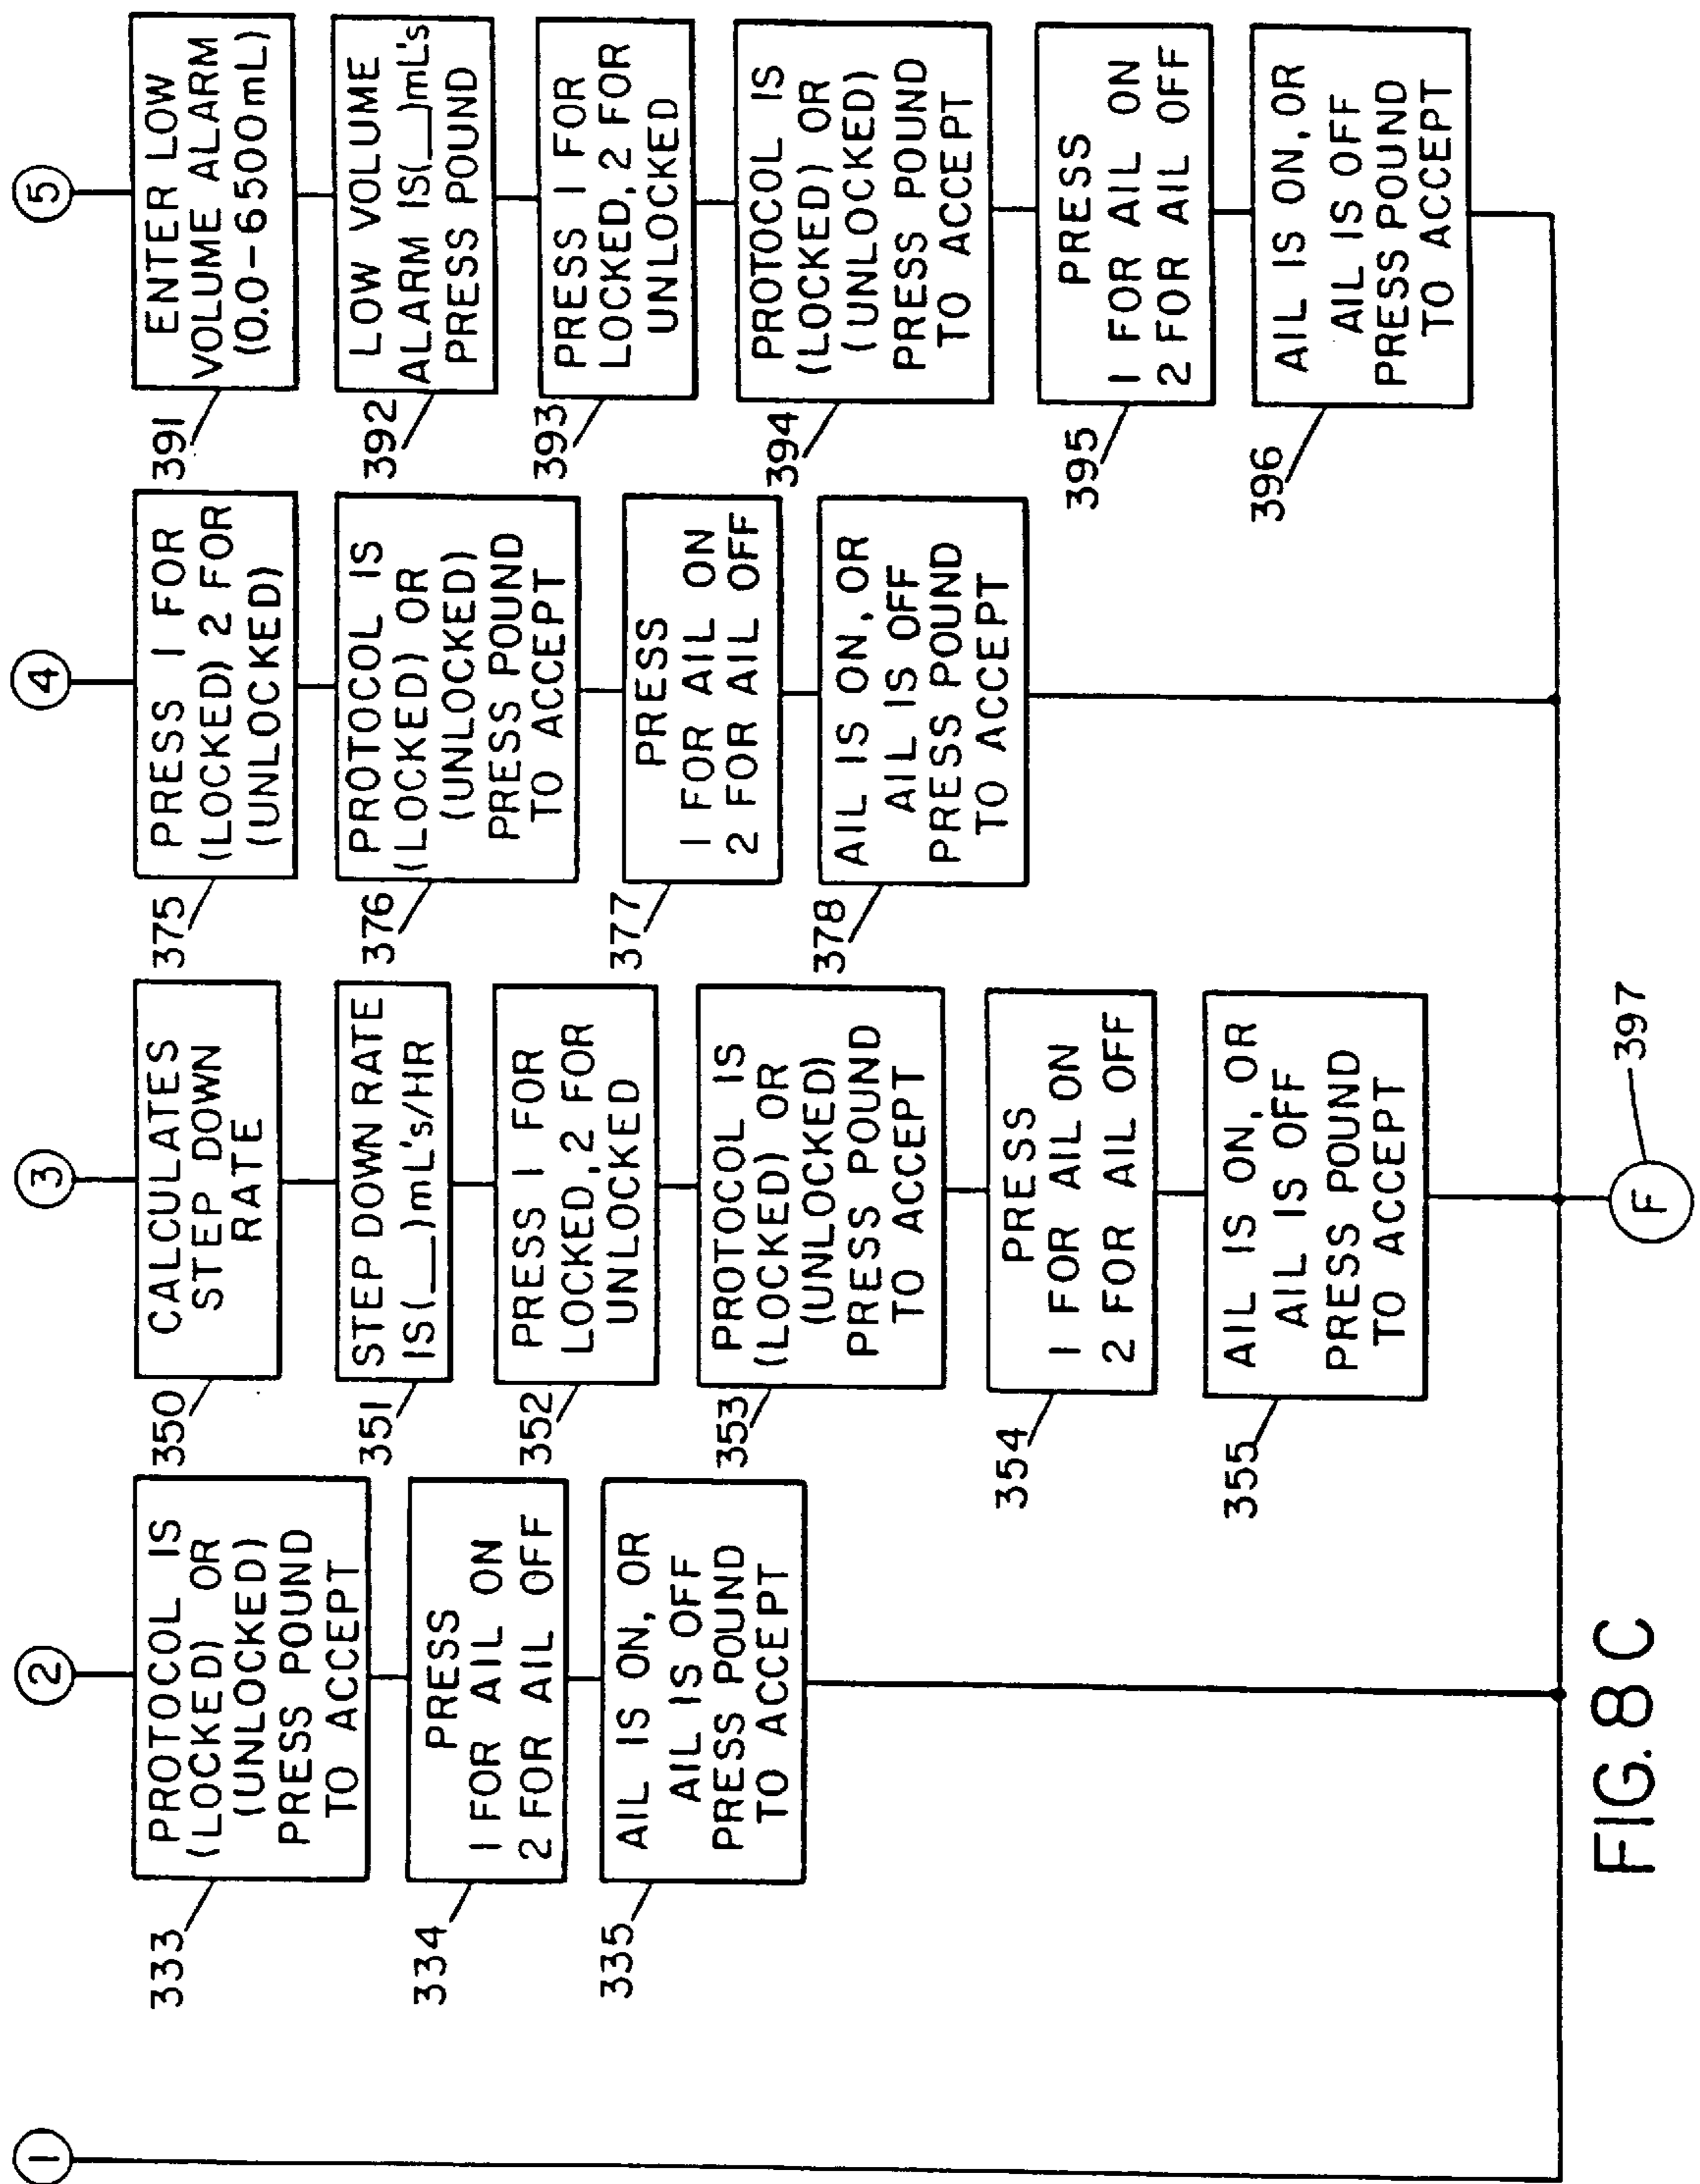 1
2
333
PROTOCOL IS
(LOCKED) OR
(UNLOCKED)
PRESS POUND
TO ACCEPT
334
PRESS
1 FOR AIL ON
2 FOR AIL OFF
335
AIL IS ON, OR
AIL IS OFF
PRESS POUND
TO ACCEPT
3
350
CALCULATES
STEP DOWN
RATE
351
STEP DOWN RATE
IS(__)mL's/HR
352
PRESS 1 FOR
LOCKED, 2 FOR
UNLOCKED
353
PROTOCOL IS
(LOCKED) OR
(UNLOCKED)
PRESS POUND
TO ACCEPT
354
PRESS
1 FOR AIL ON
2 FOR AIL OFF
355
AIL IS ON, OR
AIL IS OFF
PRESS POUND
TO ACCEPT
4
375
PRESS 1 FOR
(LOCKED) 2 FOR
(UNLOCKED)
376
PROTOCOL IS
(LOCKED) OR
(UNLOCKED)
PRESS POUND
TO ACCEPT
377
PRESS
1 FOR AIL ON
2 FOR AIL OFF
378
AIL IS ON, OR
AIL IS OFF
PRESS POUND
TO ACCEPT
5
391
ENTER LOW
VOLUME ALARM
(0.0-6500mL)
392
LOW VOLUME
ALARM IS(__)mL's
PRESS POUND
393
PRESS 1 FOR
LOCKED, 2 FOR
UNLOCKED
394
PROTOCOL IS
(LOCKED) OR
(UNLOCKED)
PRESS POUND
TO ACCEPT
395
PRESS
1 FOR AIL ON
2 FOR AIL OFF
396
AIL IS ON, OR
AIL IS OFF
PRESS POUND
TO ACCEPT
F
397
FIG. 8C